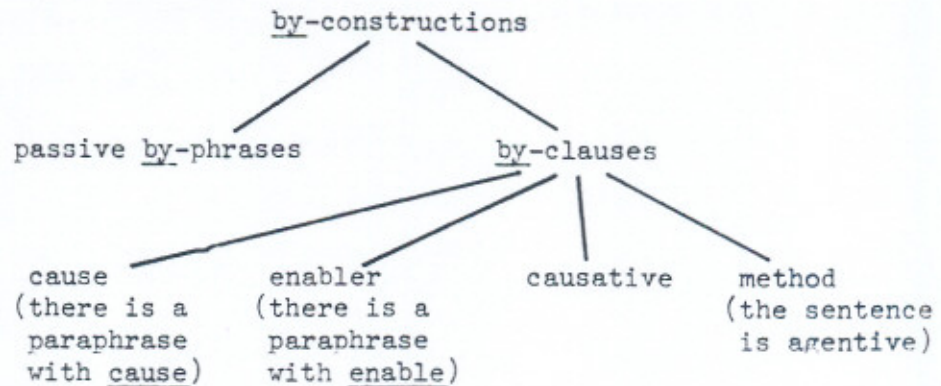 by-constructions
passive by-phrases by-clauses
cause enabler causative method
(there is a (there is a (the sentence
paraphrase paraphrase is agentive)
with cause) with enable)